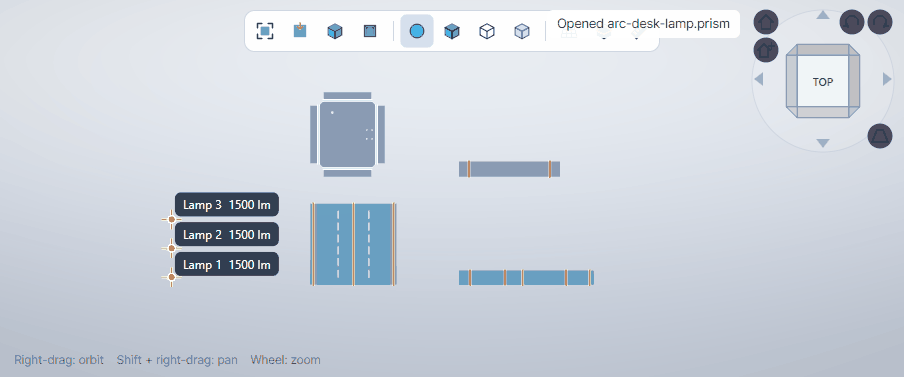 Opened arc-desk-lamp.prism
TOP
Lamp 3 1500 lm
Lamp 2 1500 lm
Lamp 1 1500 lm
Right-drag: orbit Shift + right-drag: pan Wheel: zoom